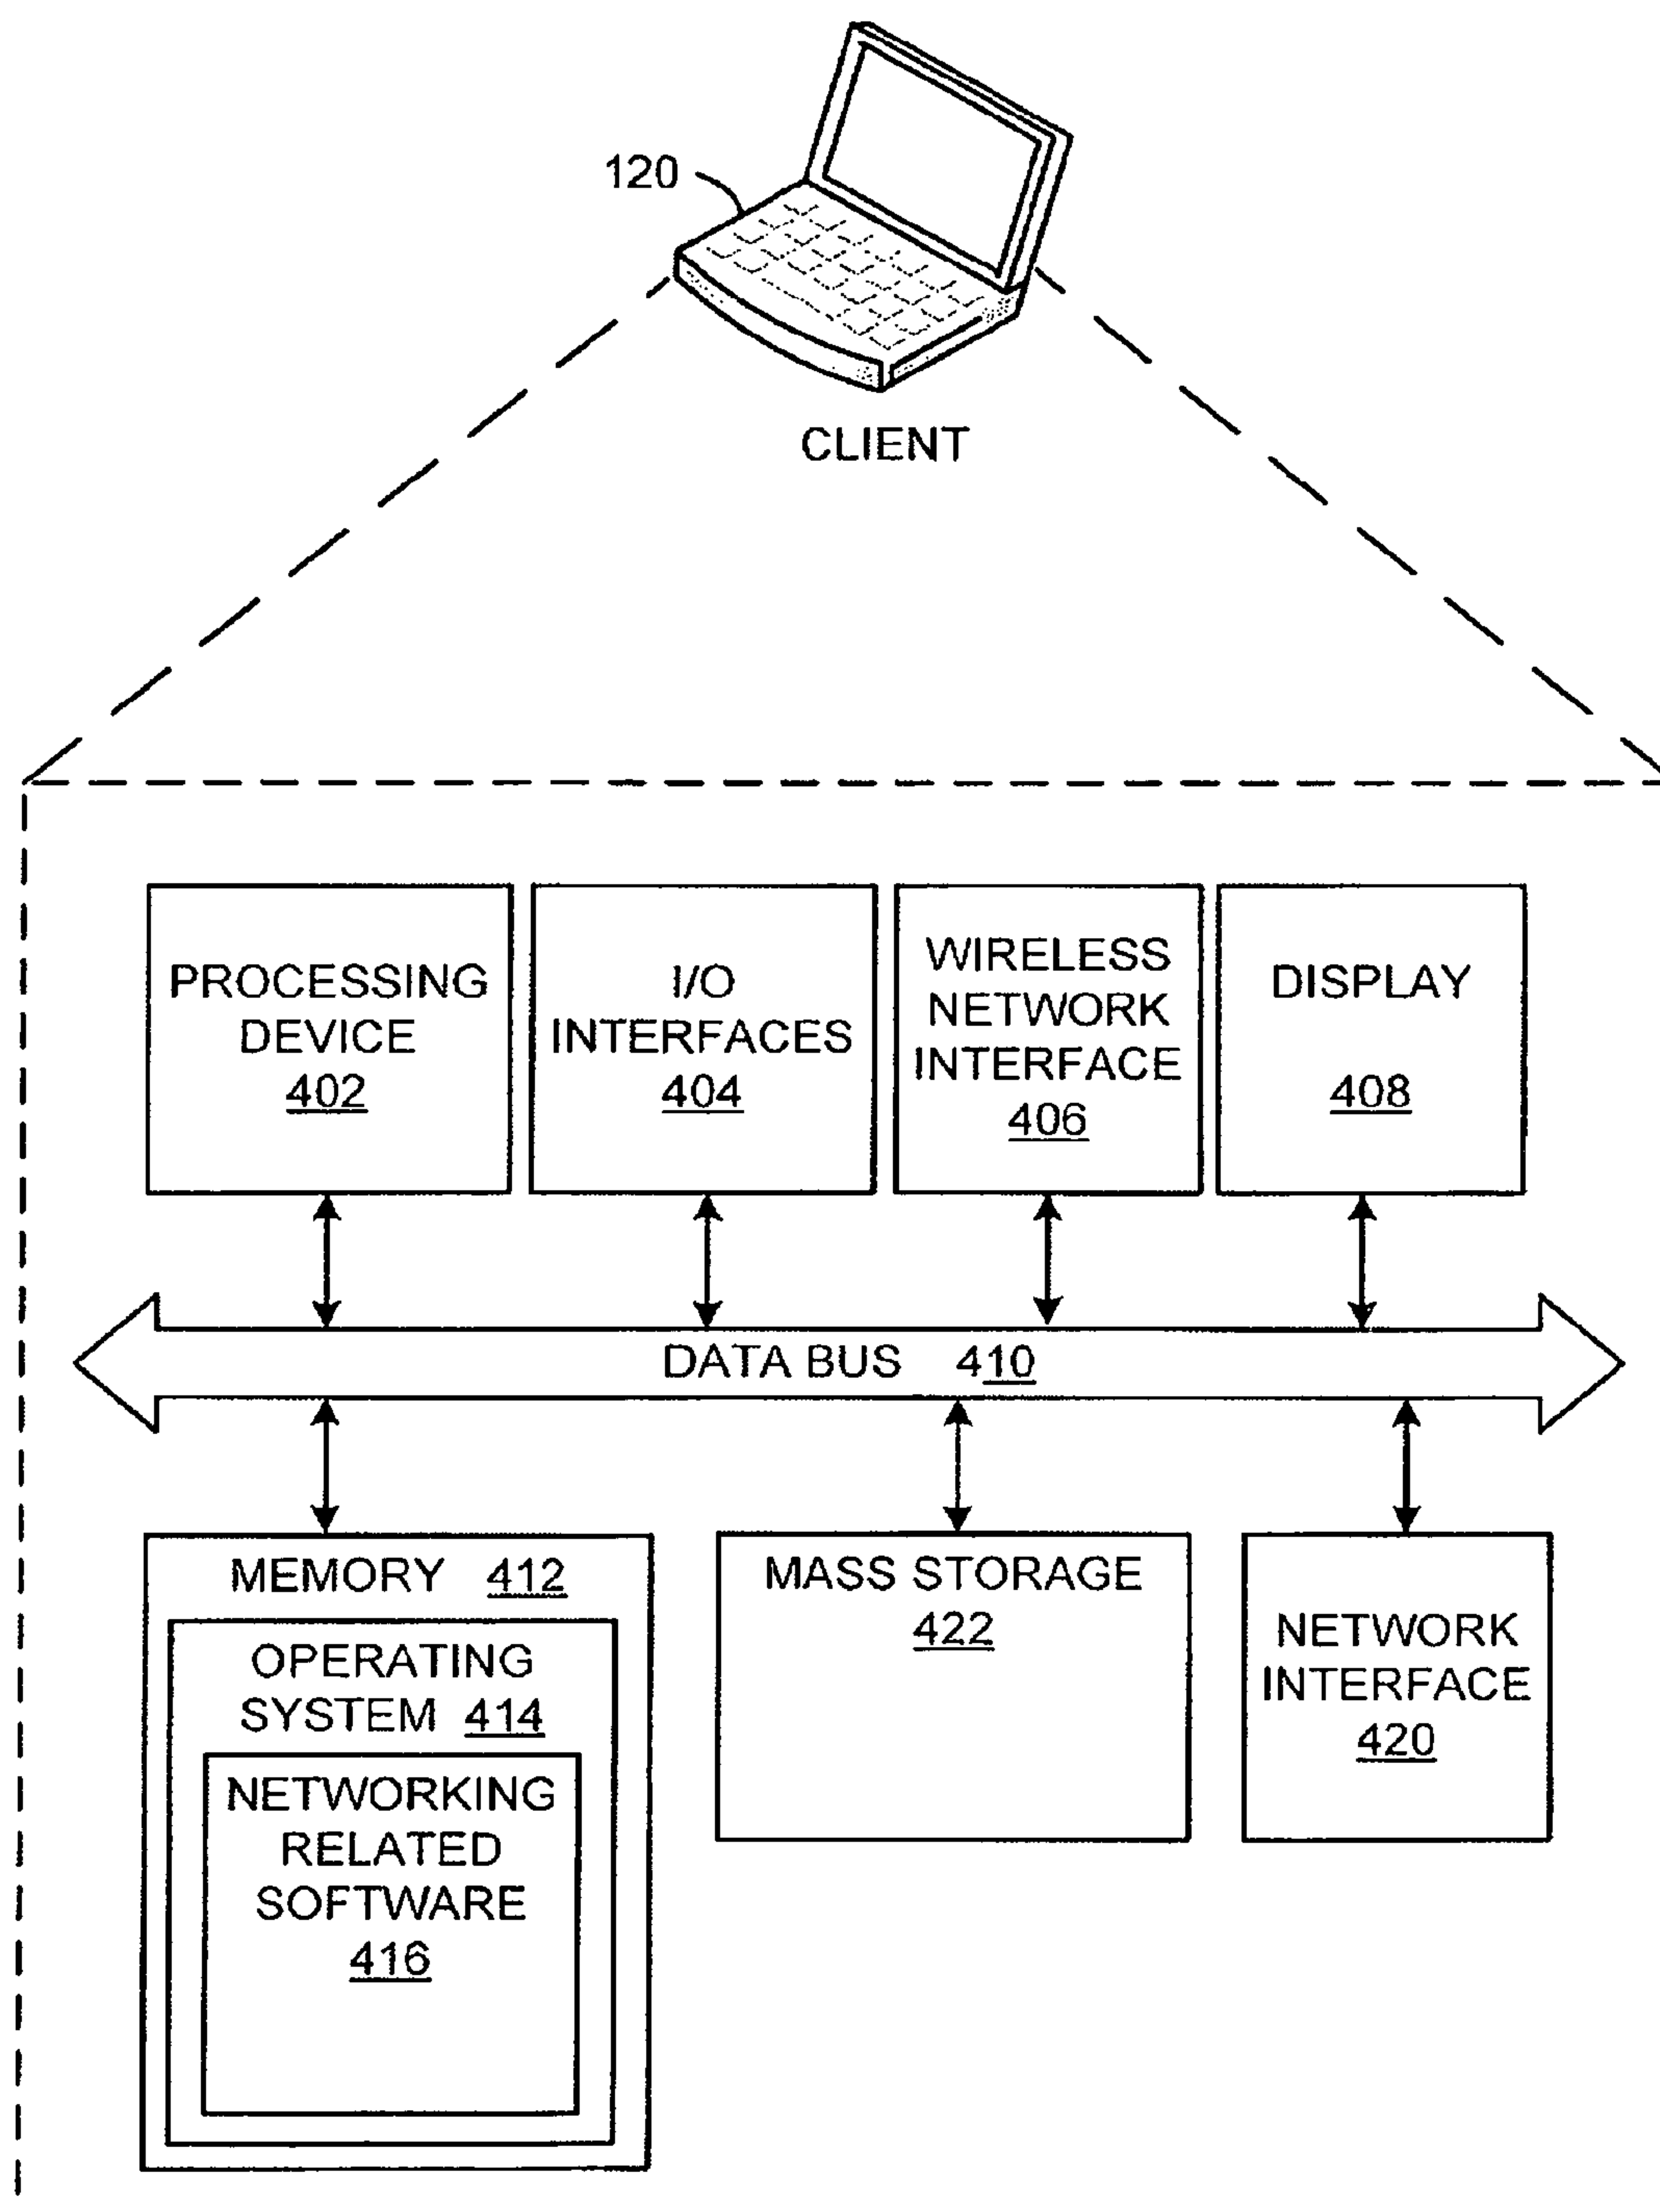 120
CLIENT
PROCESSING
DEVICE
402
I/O
INTERFACES
404
WIRELESS
NETWORK
INTERFACE
406
DISPLAY
408
DATA BUS 410
MEMORY 412
OPERATING
SYSTEM 414
NETWORKING
RELATED
SOFTWARE
416
MASS STORAGE
422
NETWORK
INTERFACE
420